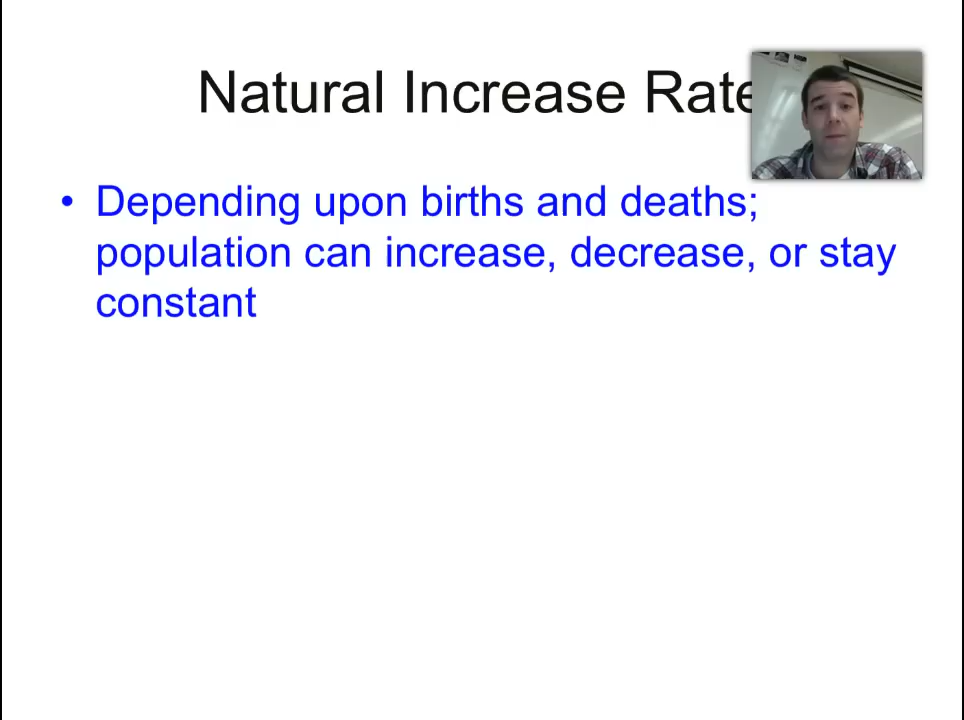 Natural Increase Rate
• Depending upon births and deaths;
population can increase, decrease, or stay
constant